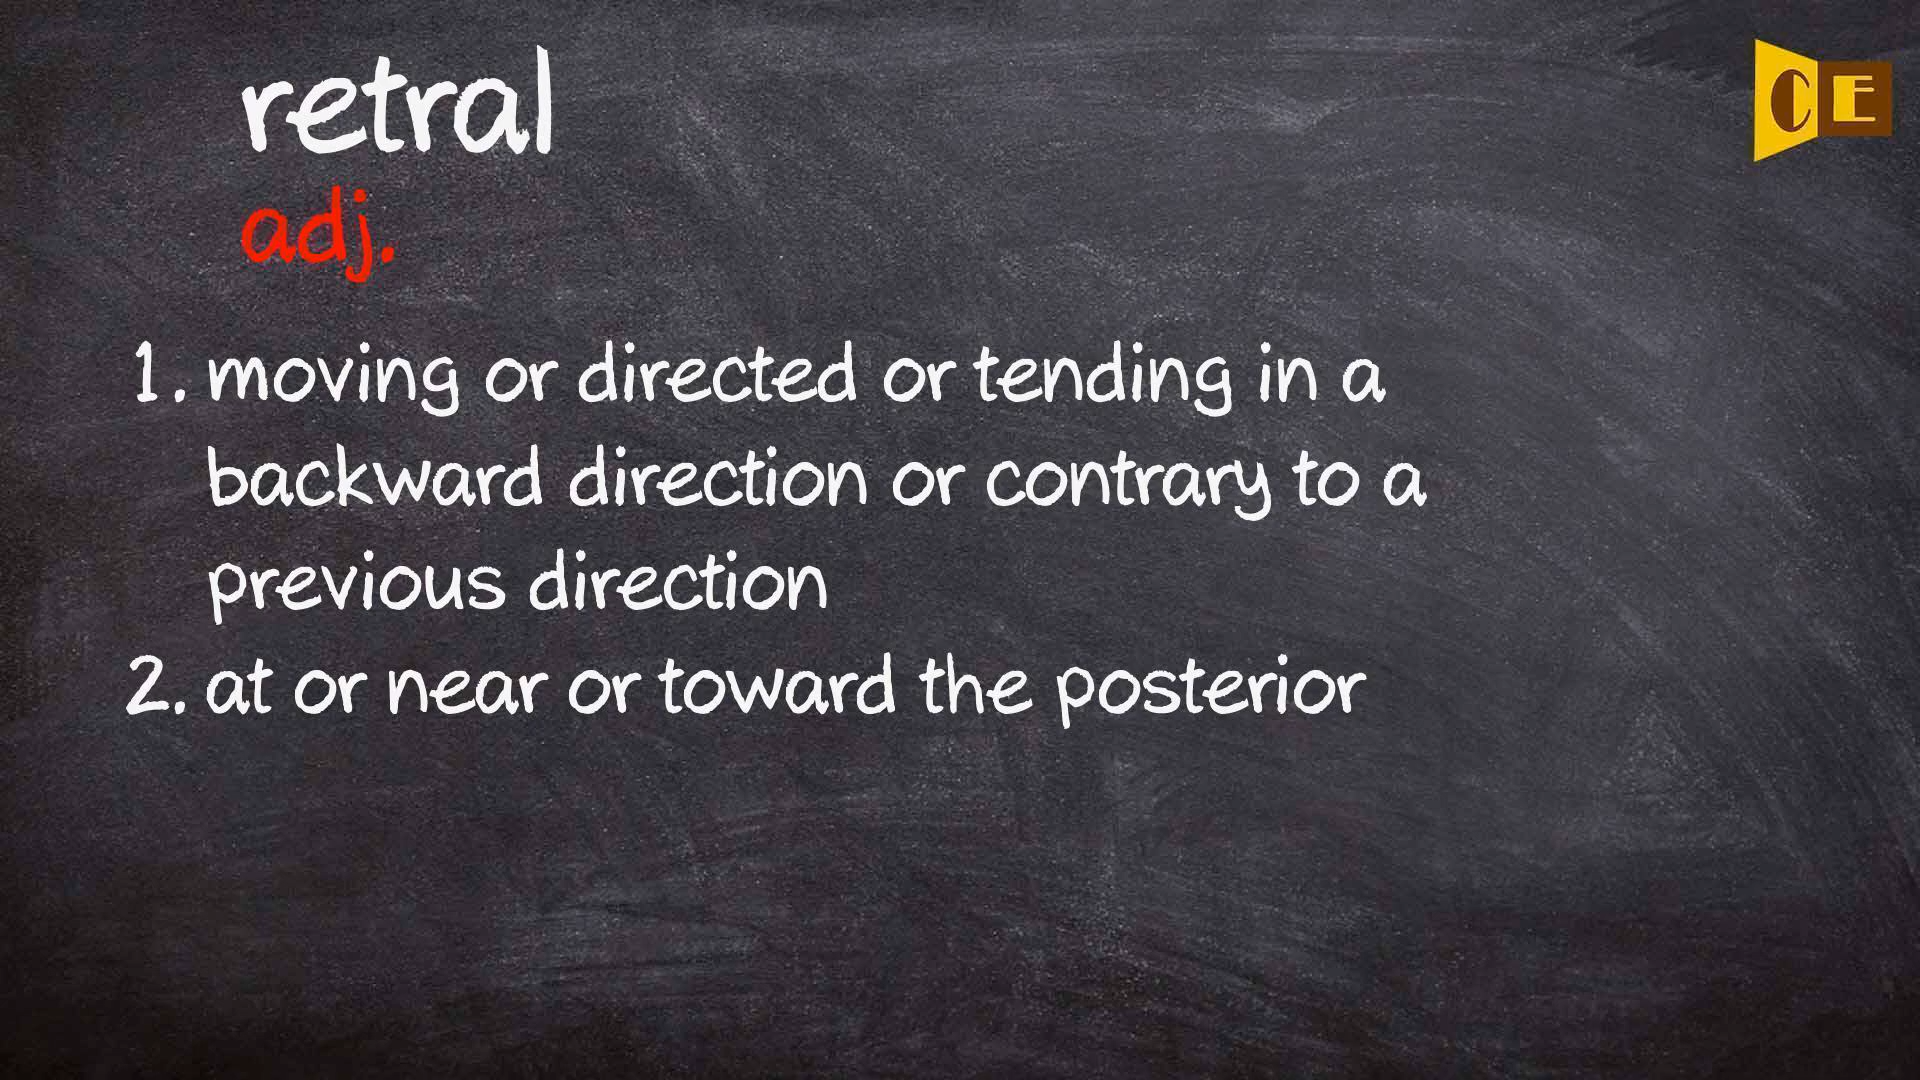 retral
CE
adj.
1. moving or directed or tending in a
backward direction or contrary to a
previous direction
2. at or near or toward the posterior